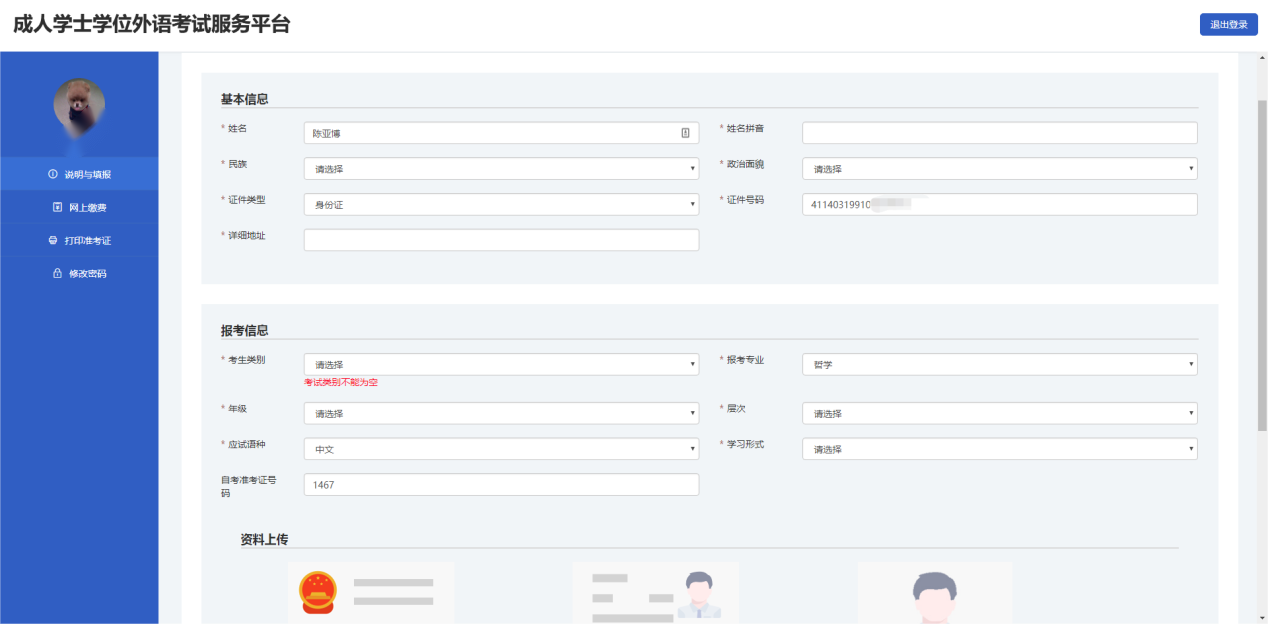 成人学士学位外语考试服务平台
退出登录
说明与填报
网上缴费
打印准考证
修改密码
基本信息
* 姓名 陈亚博 * 姓名拼音
* 民族 请选择 * 政治面貌 请选择
* 证件类型 身份证 * 证件号码 41140319910
* 详细地址
报考信息
* 考生类别 请选择 * 报考专业 哲学
考试类别不能为空
* 年级 请选择 * 层次 请选择
* 应试语种 中文 * 学习形式 请选择
自考准考证号
码 1467
资料上传